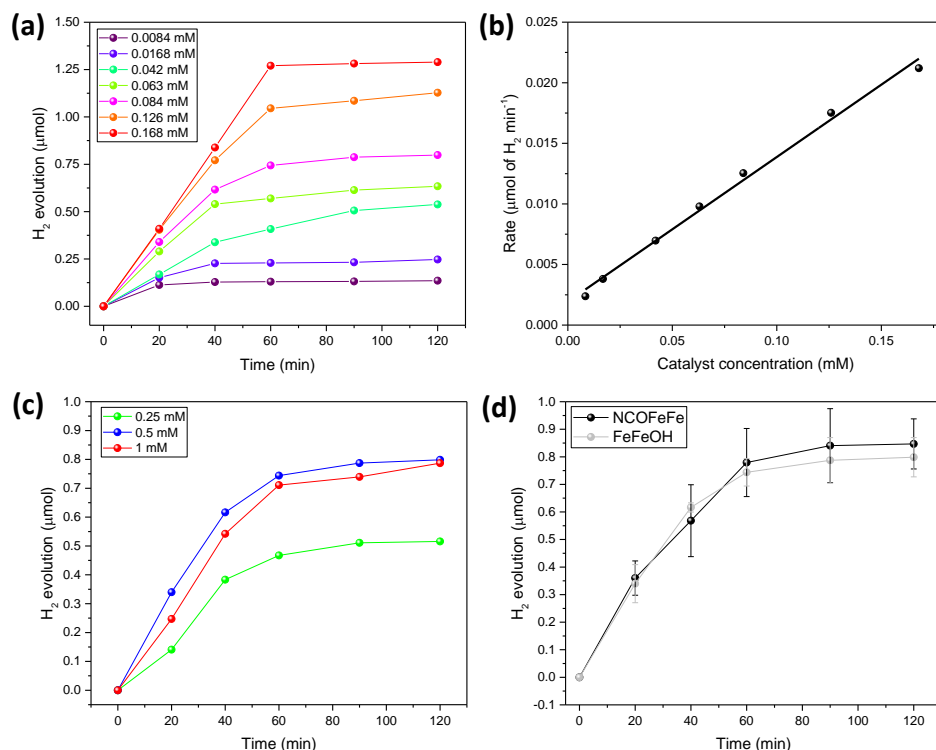 (a)
0.0084 mM
0.0168 mM
0.042 mM
0.063 mM
0.084 mM
0.126 mM
0.168 mM
H₂ evolution (μmol)
1.50
1.25
1.00
0.75
0.50
0.25
0.00
0 20 40 60 80 100 120
Time (min)
(b)
Rate (μmol of H₂ min⁻¹)
0.025
0.020
0.015
0.010
0.005
0.000
0.00 0.05 0.10 0.15
Catalyst concentration (mM)
(c)
0.25 mM
0.5 mM
1 mM
H₂ evolution (μmol)
1.0
0.9
0.8
0.7
0.6
0.5
0.4
0.3
0.2
0.1
0.0
0 20 40 60 80 100 120
Time (min)
(d)
NCOFeFe
FeFeOH
H₂ evolution (μmol)
1.0
0.9
0.8
0.7
0.6
0.5
0.4
0.3
0.2
0.1
0.0
-0.1
0 20 40 60 80 100 120
Time (min)